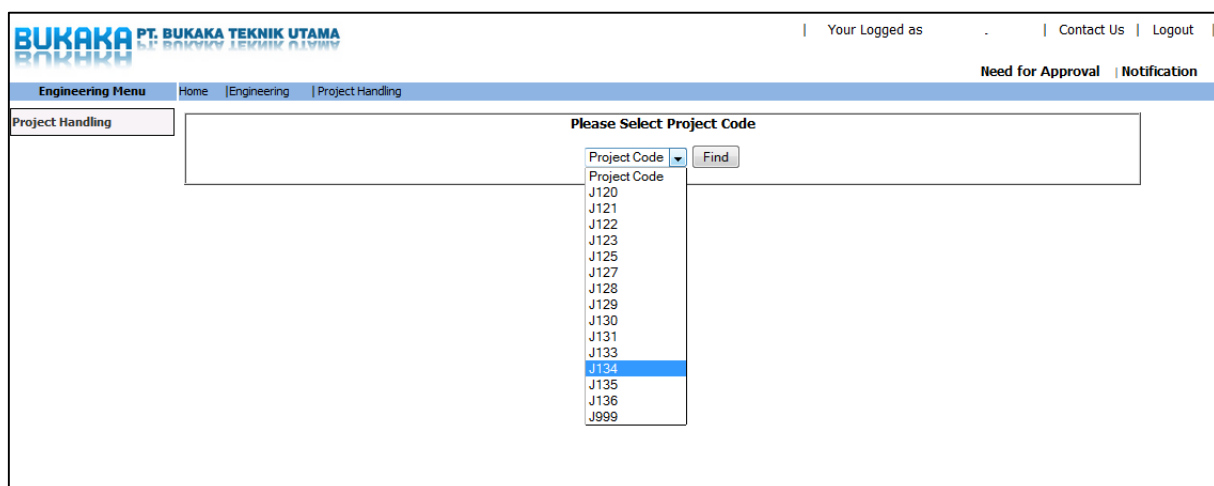 BUKAKA PT. BUKAKA TEKNIK UTAMA
| Your Logged as . | Contact Us | Logout |
Need for Approval | Notification
Engineering Menu Home |Engineering |Project Handling
Project Handling
Please Select Project Code
Project Code Find
Project Code
J120
J121
J122
J123
J125
J127
J128
J129
J130
J131
J133
J134
J135
J136
J999